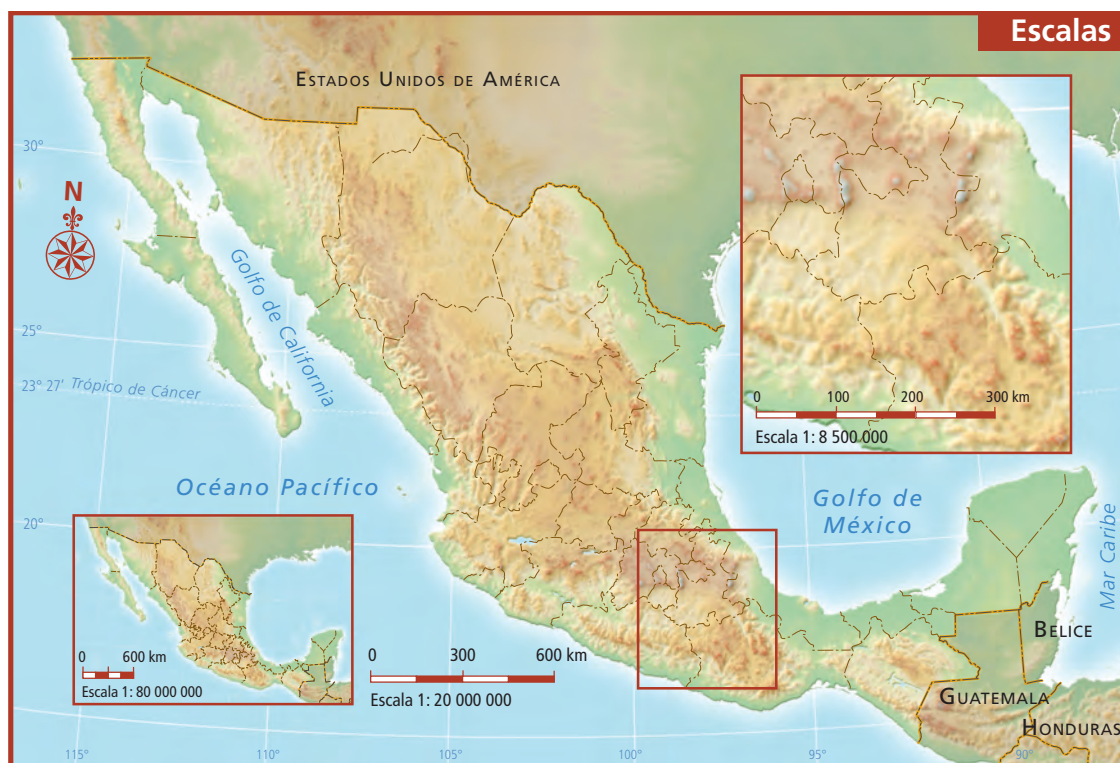 Escalas
ESTADOS UNIDOS DE AMÉRICA
30°
N
Golfo de California
25°
23° 27' Trópico de Cáncer
0 100 200 300 km
Escala 1: 8 500 000
Océano Pacífico
Golfo de
México
Mar Caribe
20°
BELICE
0 600 km
Escala 1: 80 000 000
0 300 600 km
Escala 1: 20 000 000
GUATEMALA
HONDURAS
115° 110° 105° 100° 95° 90°